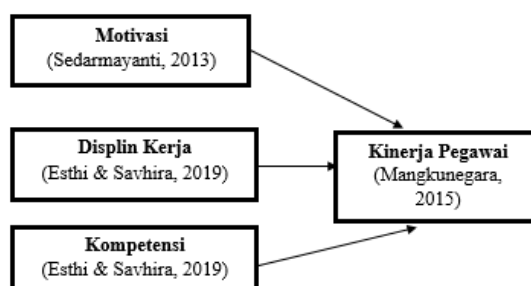 Motivasi
(Sedarmayanti, 2013)
Displin Kerja
(Esthi & Savhira, 2019)
Kinerja Pegawai
(Mangkunegara,
2015)
Kompetensi
(Esthi & Savhira, 2019)